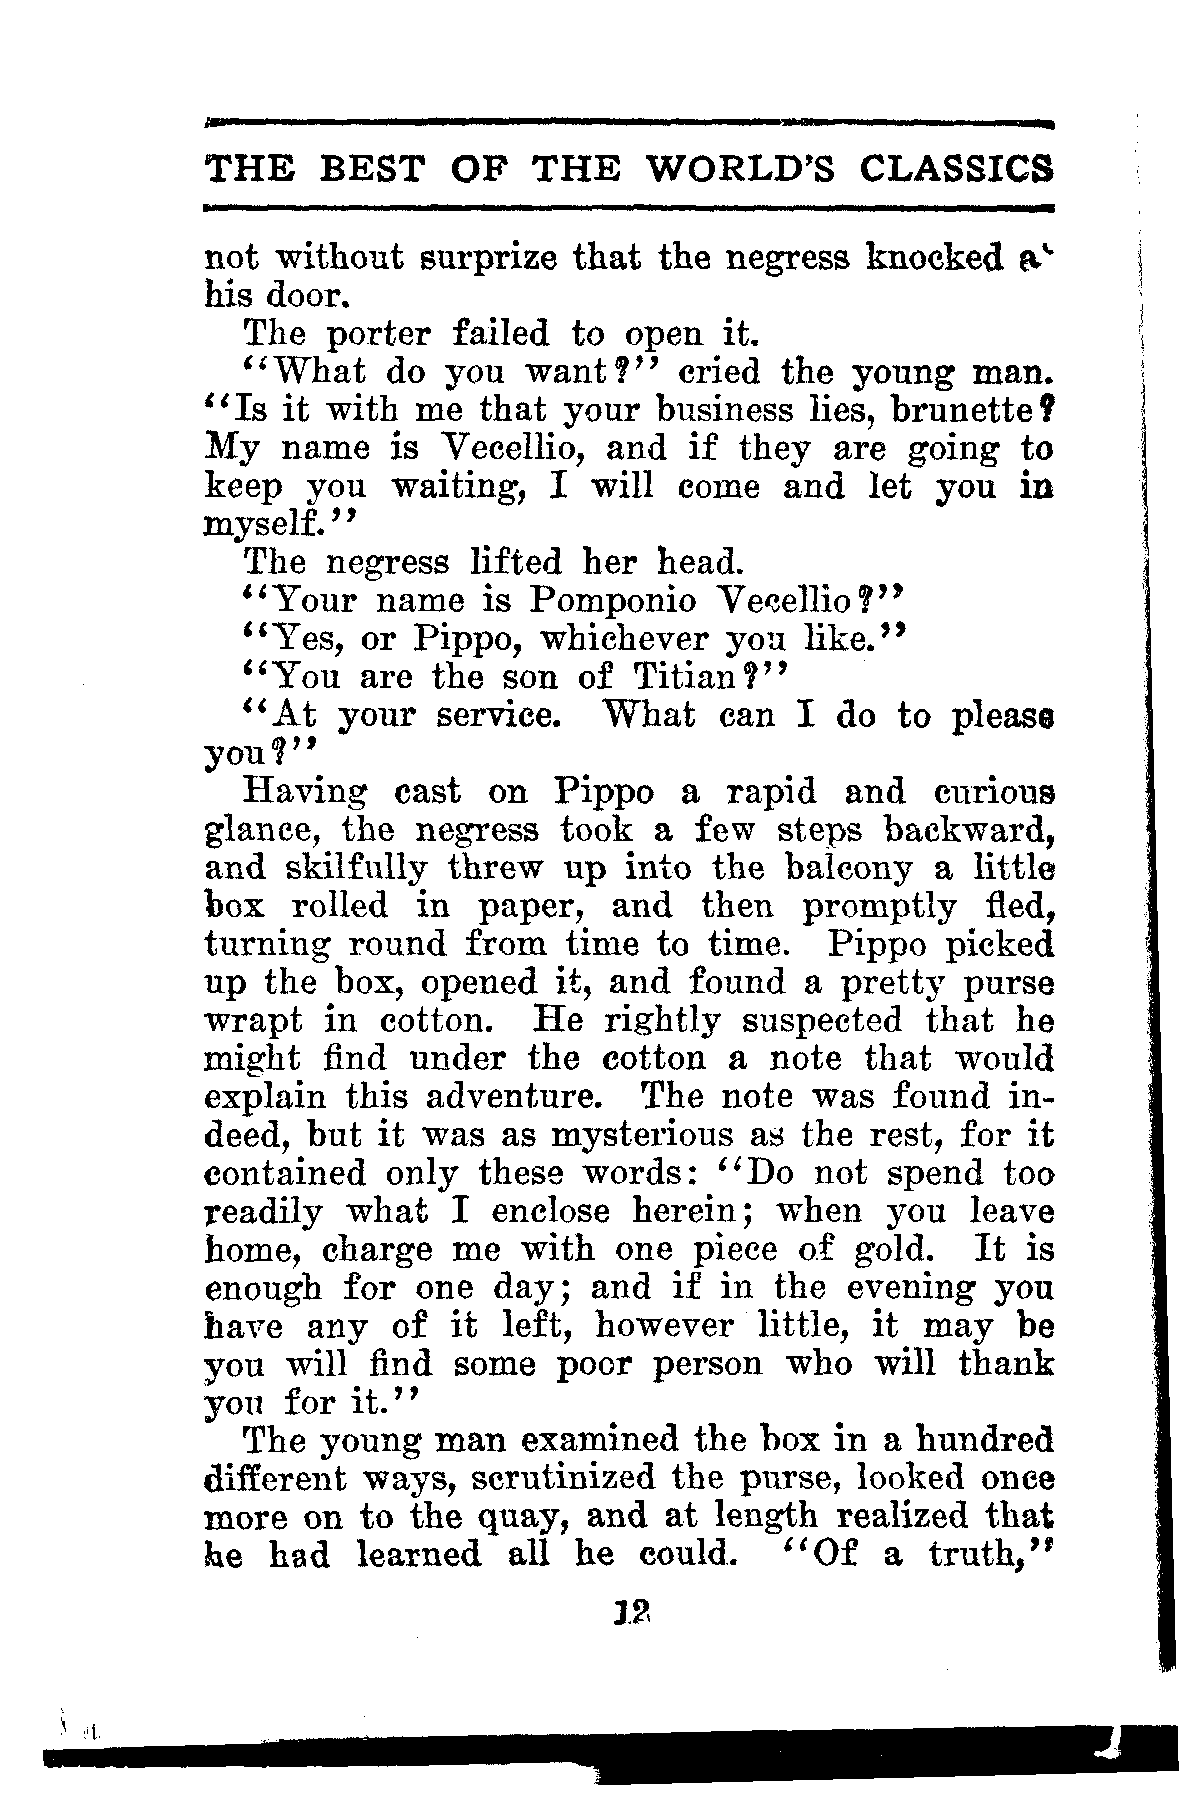 THE BEST OF THE WORLD'S CLASSICS
not without surprize that the negress knocked at
his door.
The porter failed to open it.
"What do you want?" cried the young man.
"Is it with me that your business lies, brunette?
My name is Vecellio, and if they are going to
keep you waiting, I will come and let you in
myself."
The negress lifted her head.
"Your name is Pomponio Vecellio?"
"Yes, or Pippo, whichever you like."
"You are the son of Titian?"
"At your service. What can I do to please
you?"
Having cast on Pippo a rapid and curious
glance, the negress took a few steps backward,
and skilfully threw up into the balcony a little
box rolled in paper, and then promptly fled,
turning round from time to time. Pippo picked
up the box, opened it, and found a pretty purse
wrapt in cotton. He rightly suspected that he
might find under the cotton a note that would
explain this adventure. The note was found in-
deed, but it was as mysterious as the rest, for it
contained only these words: "Do not spend too
readily what I enclose herein; when you leave
home, charge me with one piece of gold. It is
enough for one day; and if in the evening you
have any of it left, however little, it may be
you will find some poor person who will thank
you for it."
The young man examined the box in a hundred
different ways, scrutinized the purse, looked once
more on to the quay, and at length realized that
he had learned all he could. "Of a truth,"
12